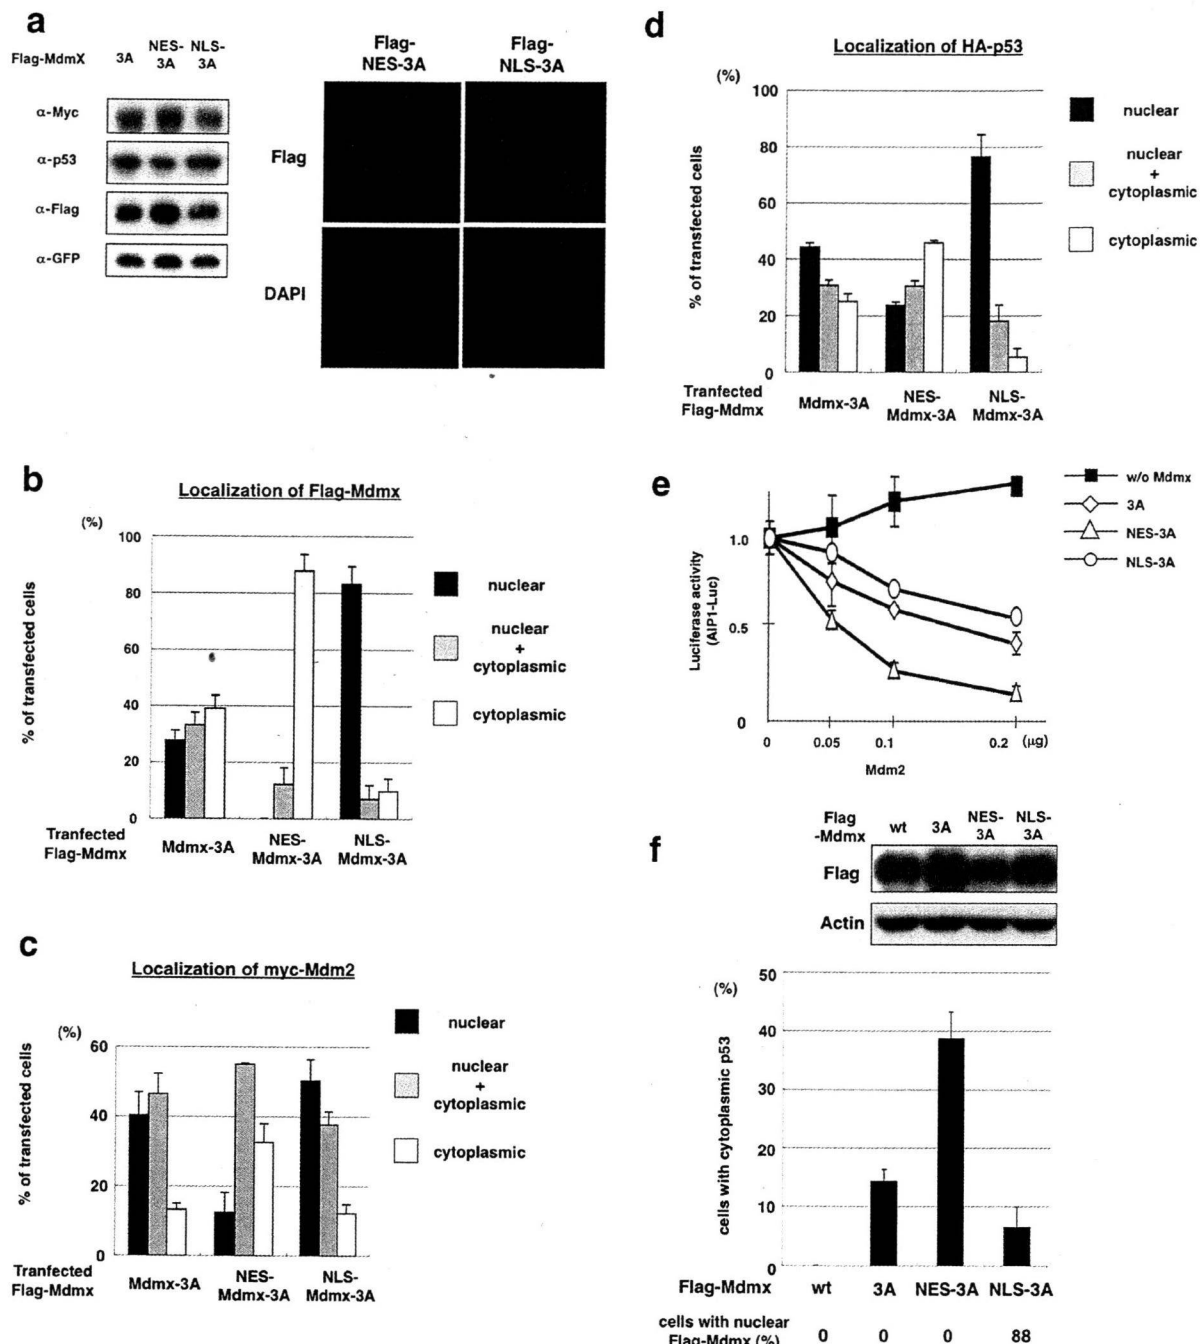 a
Flag-MdmX
3A
NES-
3A
NLS-
3A
α-Myc
α-p53
α-Flag
α-GFP
Flag-
NES-3A
Flag-
NLS-3A
Flag
DAPI
b
Localization of Flag-Mdmx
(%)
% of transfected cells
100
80
60
40
20
0
nuclear
nuclear
+
cytoplasmic
cytoplasmic
Tranfected
Flag-Mdmx
Mdmx-3A
NES-
Mdmx-3A
NLS-
Mdmx-3A
c
Localization of myc-Mdm2
(%)
% of transfected cells
60
40
20
0
nuclear
nuclear
+
cytoplasmic
cytoplasmic
Tranfected
Flag-Mdmx
Mdmx-3A
NES-
Mdmx-3A
NLS-
Mdmx-3A
d
Localization of HA-p53
(%)
% of transfected cells
100
80
60
40
20
0
nuclear
nuclear
+
cytoplasmic
cytoplasmic
Tranfected
Flag-Mdmx
Mdmx-3A
NES-
Mdmx-3A
NLS-
Mdmx-3A
e
Luciferase activity
(AIP1-Luc)
1.0
0.5
0
0 0.05 0.1 0.2 (µg)
Mdm2
w/o Mdmx
3A
NES-3A
NLS-3A
f
Flag
-Mdmx
wt
3A
NES-
3A
NLS-
3A
Flag
Actin
(%)
cells with cytoplasmic p53
50
40
30
20
10
0
Flag-Mdmx wt 3A NES-3A NLS-3A
cells with nuclear
Flag-Mdmx (%) 0 0 0 88